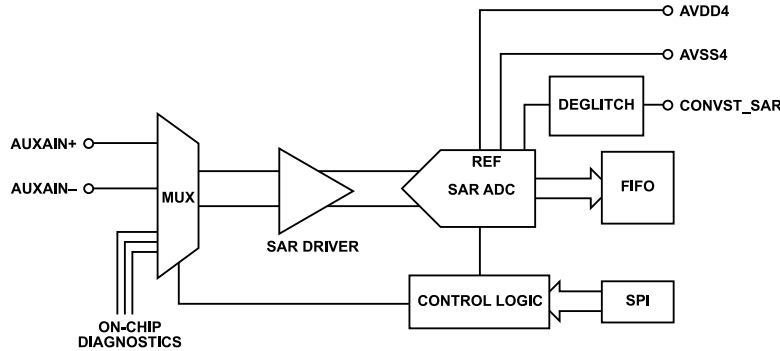 AVDD4
AVSS4
DEGLITCH
CONVST_SAR
AUXAIN+
AUXAIN–
MUX
SAR DRIVER
REF
SAR ADC
FIFO
CONTROL LOGIC
SPI
ON-CHIP
DIAGNOSTICS